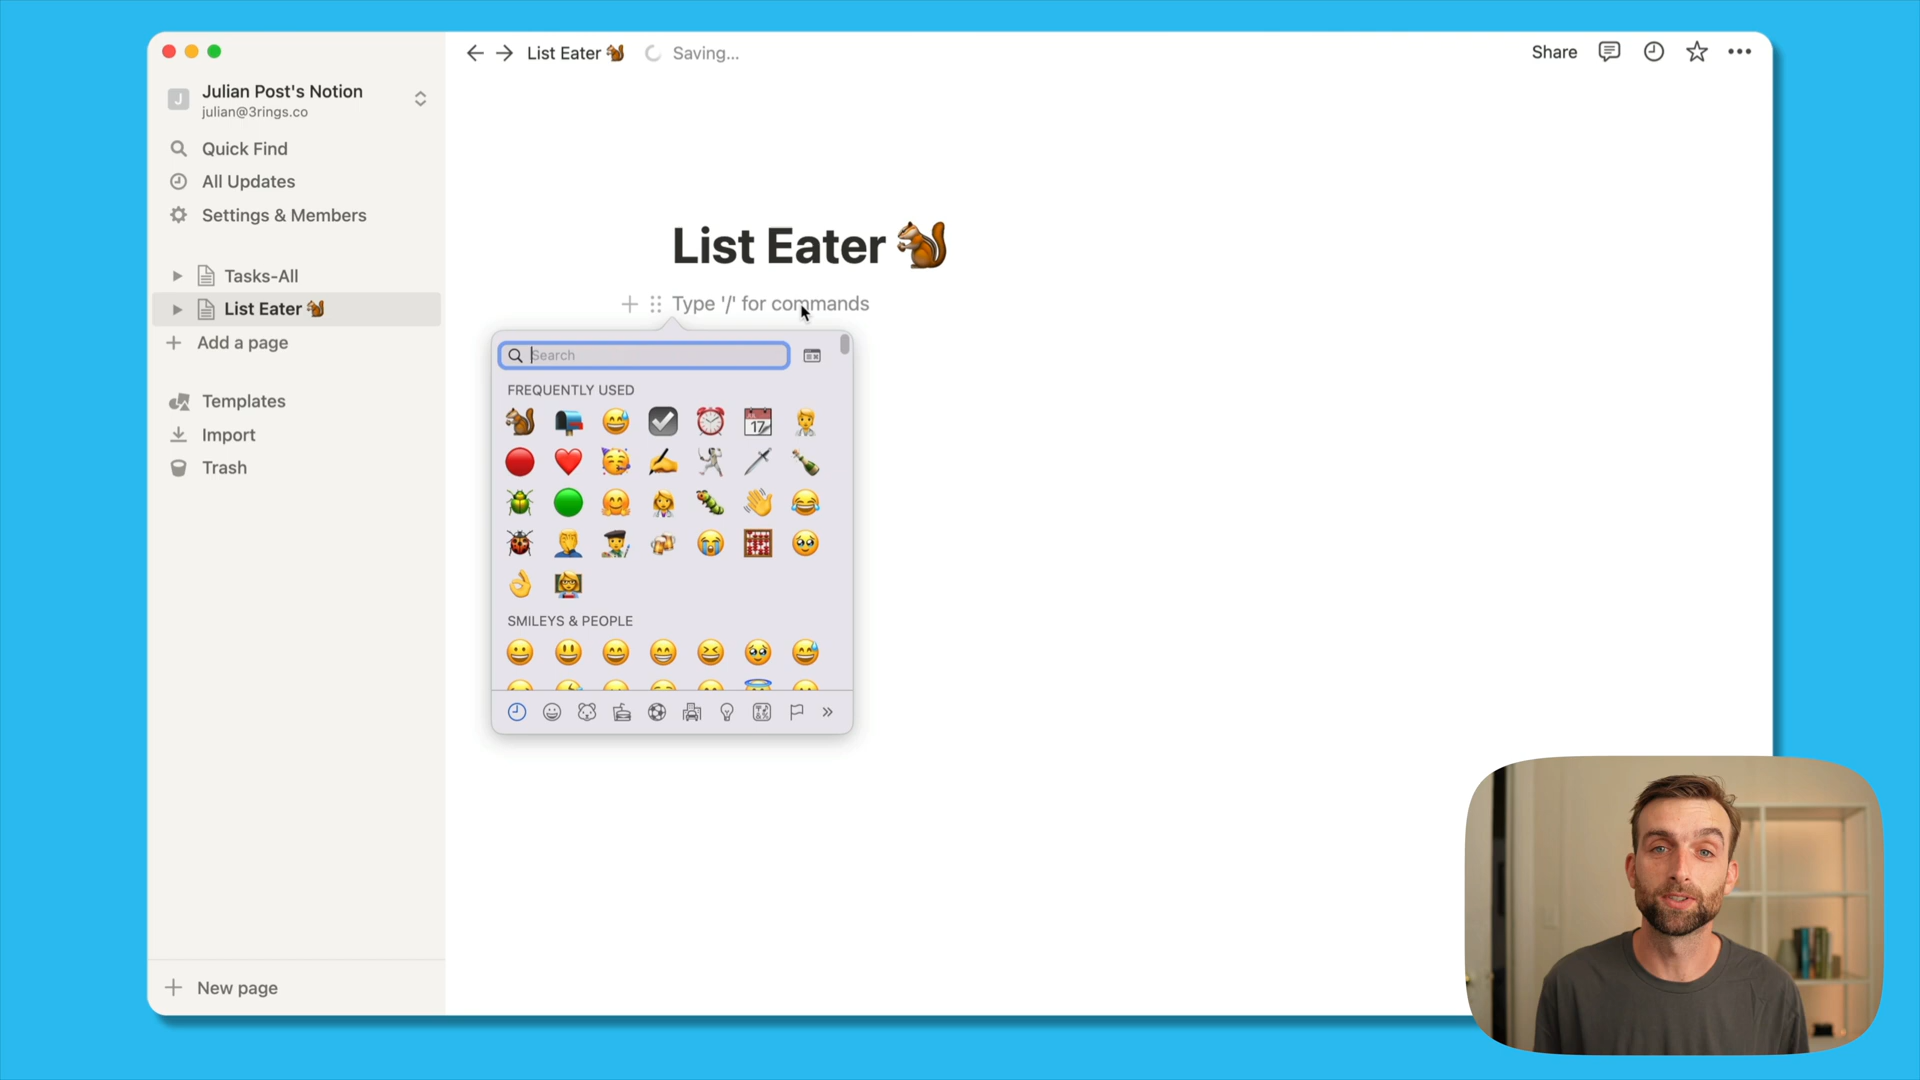 List Eater 🐿️
Saving...
Share
J
Julian Post's Notion
julian@3rings.co
Quick Find
All Updates
Settings & Members
Tasks-All
List Eater 🐿️
Add a page
Templates
Import
Trash
New page
List Eater 🐿️
Type '/' for commands
Search
FREQUENTLY USED
17
SMILEYS & PEOPLE